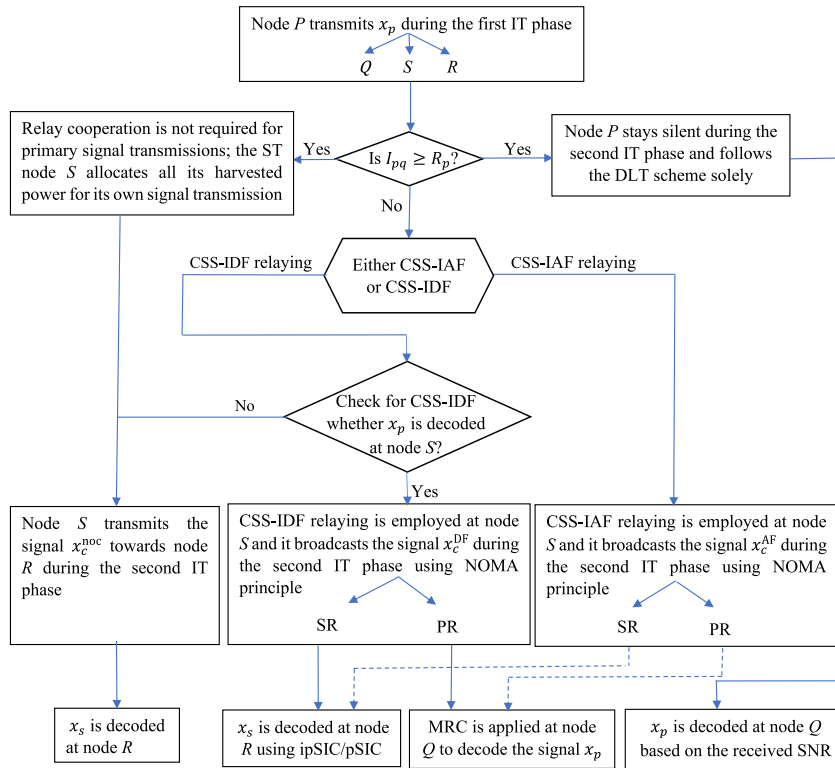 Node P transmits x_p during the first IT phase
Q S R
Relay cooperation is not required for
primary signal transmissions; the ST
node S allocates all its harvested
power for its own signal transmission
Yes
Is I_{pq} ≥ R_p?
Yes
Node P stays silent during the
second IT phase and follows
the DLT scheme solely
No
CSS-IDF relaying
Either CSS-IAF
or CSS-IDF
CSS-IAF relaying
No
Check for CSS-IDF
whether x_p is decoded
at node S?
Yes
Node S transmits the
signal x_c^{noc} towards node
R during the second IT
phase
CSS-IDF relaying is employed at node
S and it broadcasts the signal x_c^{DF} during
the second IT phase using NOMA
principle
SR PR
CSS-IAF relaying is employed at node
S and it broadcasts the signal x_c^{AF} during
the second IT phase using NOMA
principle
SR PR
x_s is decoded
at node R
x_s is decoded at node
R using ipSIC/pSIC
MRC is applied at node
Q to decode the signal x_p
x_p is decoded at node Q
based on the received SNR